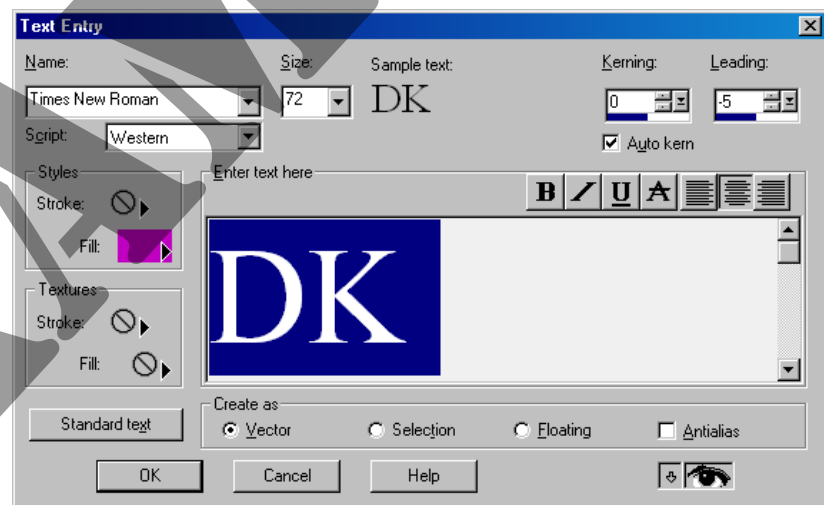 Text Entry
Name: Size: Sample text: Kerning: Leading:
Times New Roman 72 DK 0 -5
Script: Western Auto kern
Styles Enter text here B I U A
Stroke:
Fill:
DK
Textures
Stroke:
Fill:
Create as
Standard text Vector Selection Floating Antialias
OK Cancel Help